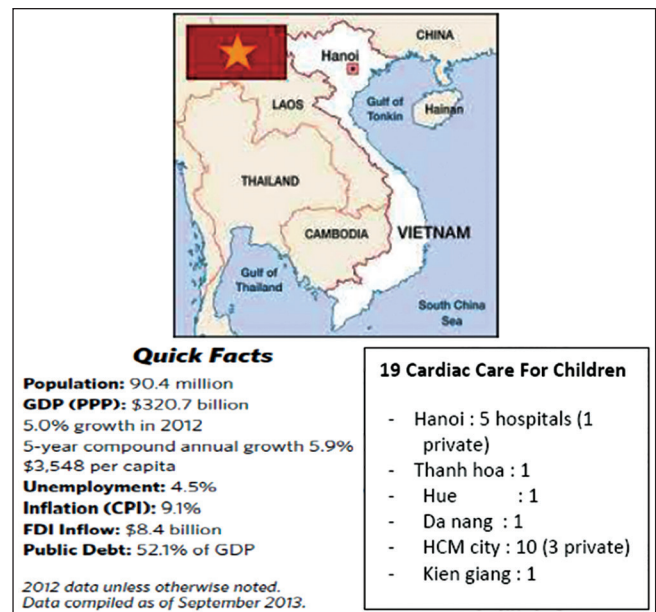 CHINA
Hanoi
LAOS
Gulf of
Tonkin
Hainan
THAILAND
CAMBODIA
VIETNAM
Gulf of
Thailand
South China
Sea
Quick Facts
Population: 90.4 million
GDP (PPP): $320.7 billion
5.0% growth in 2012
5-year compound annual growth 5.9%
$3,548 per capita
Unemployment: 4.5%
Inflation (CPI): 9.1%
FDI Inflow: $8.4 billion
Public Debt: 52.1% of GDP
2012 data unless otherwise noted.
Data compiled as of September 2013.
19 Cardiac Care For Children
- Hanoi : 5 hospitals (1
private)
- Thanh hoa : 1
- Hue : 1
- Da nang : 1
- HCM city : 10 (3 private)
- Kien giang : 1